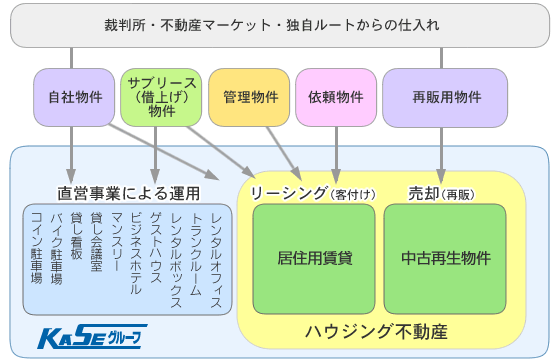 裁判所・不動産マーケット・独自ルートからの仕入れ
自社物件
サブリース
(借上げ)
物件
管理物件
依頼物件
再販用物件
直営事業による運用
リーシング(客付け)
売却(再販)
コイン駐車場
バイク駐車場
貸し看板
貸し会議室
マンスリー
ビジネスホテル
ゲストハウス
レンタルボックス
トランクルーム
レンタルオフィス
居住用賃貸
中古再生物件
KASEグループ
ハウジング不動産